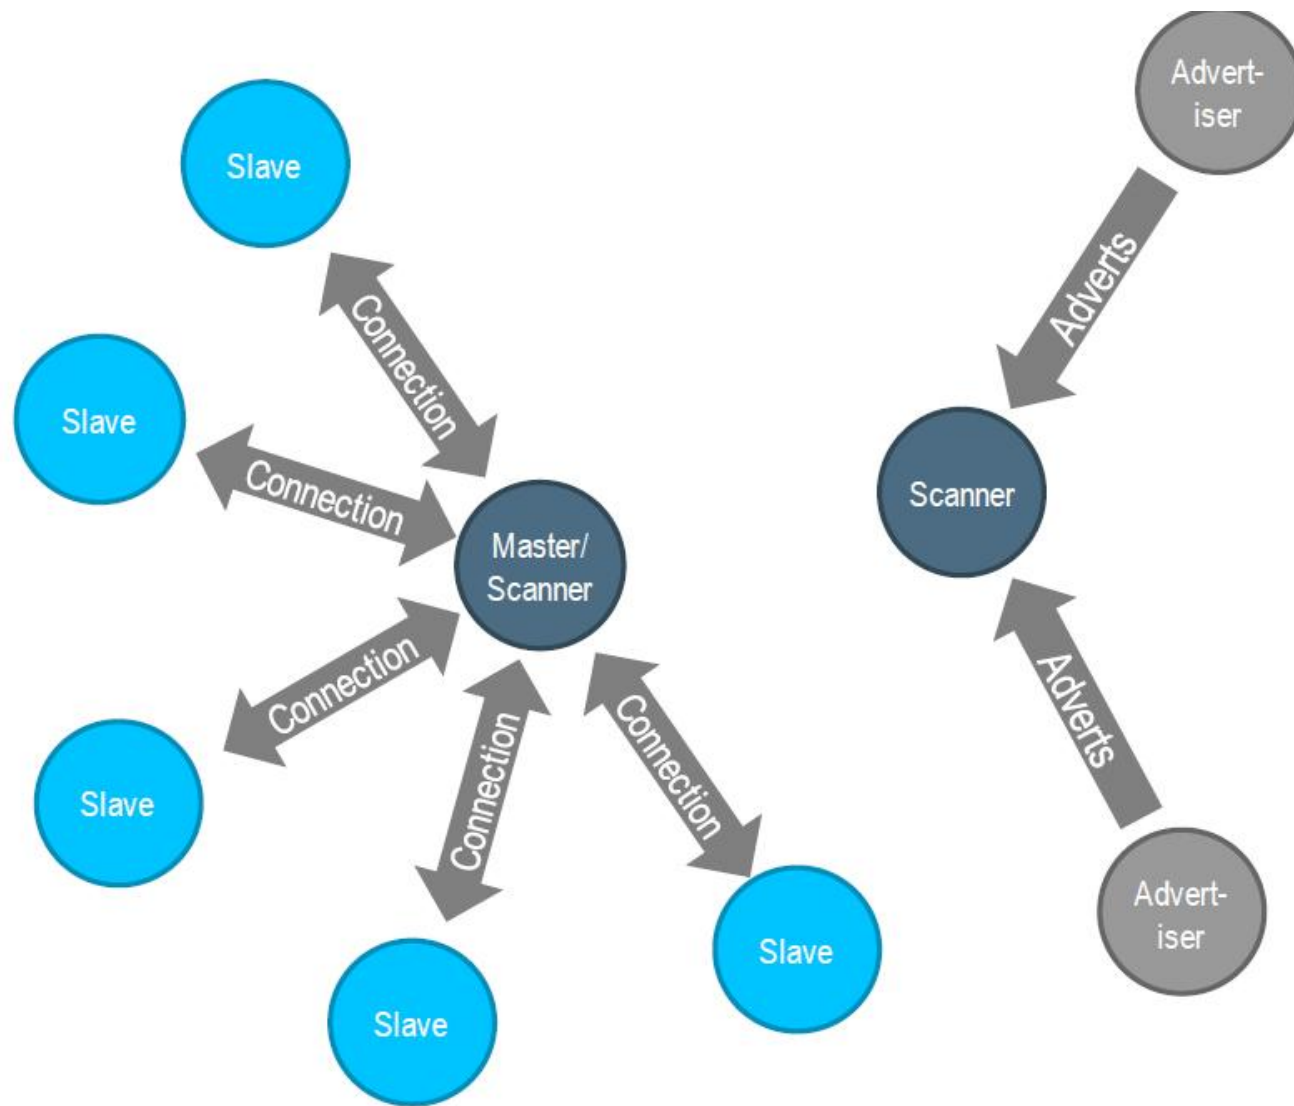 Advert-
iser
Slave
Adverts
Connection
Slave
Connection
Scanner
Master/
Scanner
Connection
Connection
Connection
Adverts
Slave
Slave
Slave
Advert-
iser